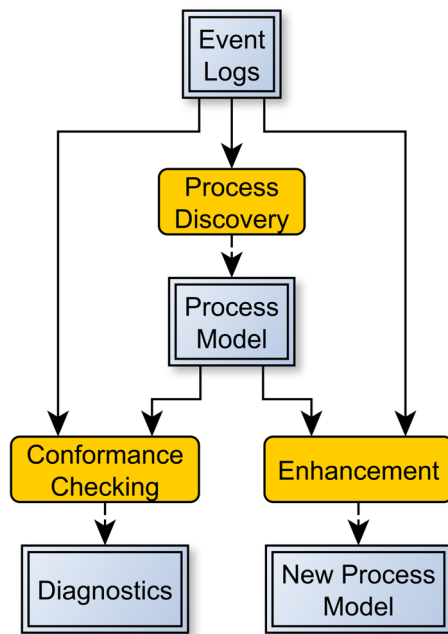 Event
Logs
Process
Discovery
Process
Model
Conformance
Checking
Enhancement
Diagnostics
New Process
Model